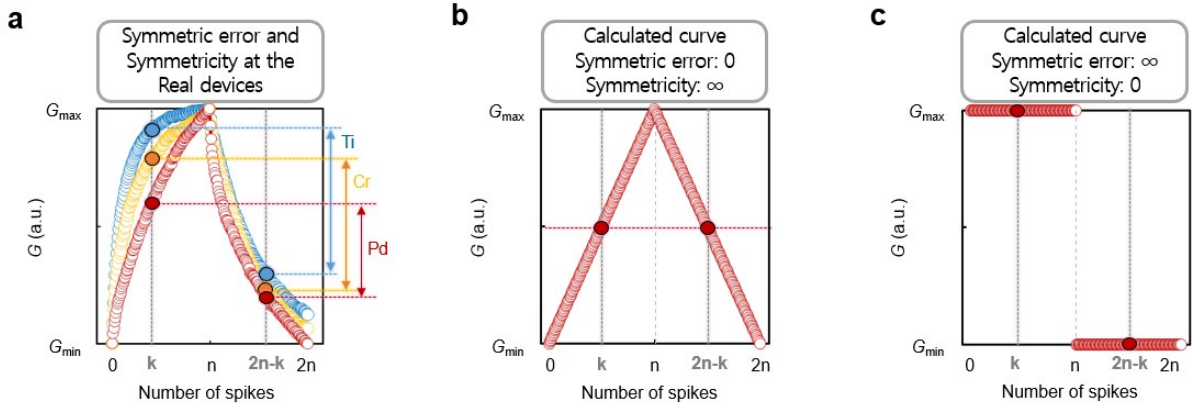 a
Symmetric error and
Symmetricity at the
Real devices
Gmax
Ti
Cr
Pd
G (a.u.)
Gmin
0
k
n
2n-k
2n
Number of spikes
b
Calculated curve
Symmetric error: 0
Symmetricity: ∞
Gmax
G (a.u.)
Gmin
0
k
n
2n-k
2n
Number of spikes
c
Calculated curve
Symmetric error: ∞
Symmetricity: 0
Gmax
G (a.u.)
Gmin
0
k
n
2n-k
2n
Number of spikes